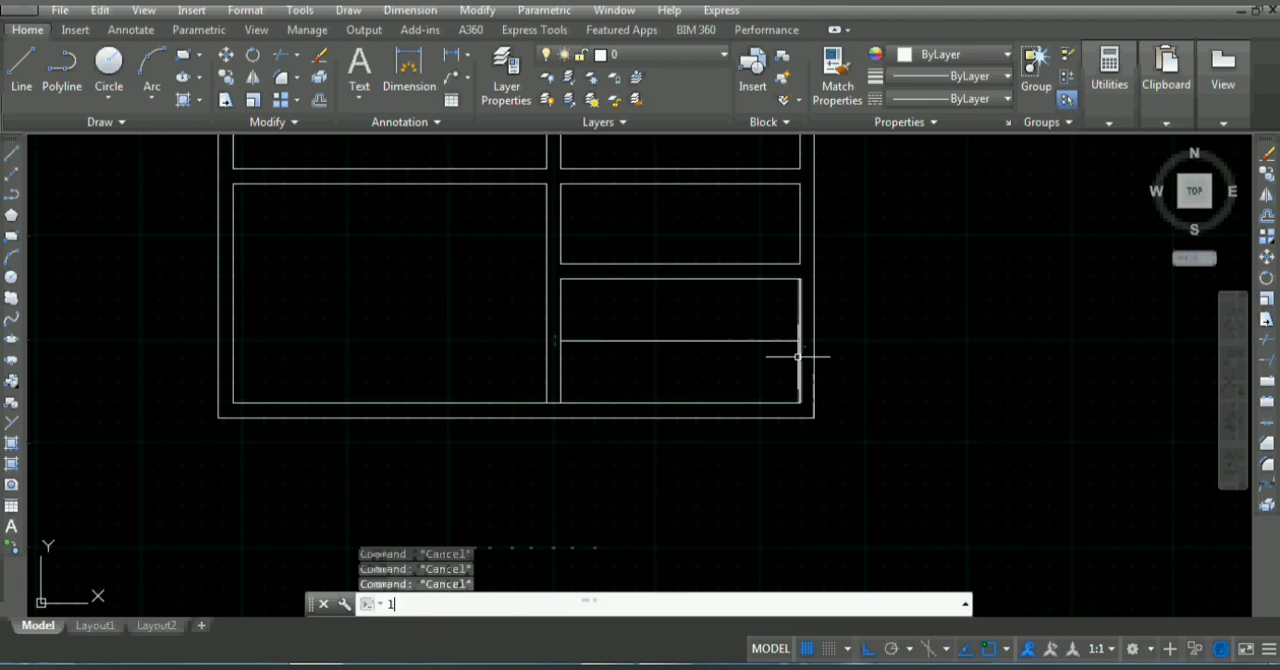 File Edit View Insert Format Tools Draw Dimension Modify Parametric Window Help Express
Home Insert Annotate Parametric View Manage Output Add-ins A360 Express Tools Featured Apps BIM 360 Performance
0 ByLayer
ByLayer
ByLayer
Line Polyline Circle Arc Text Dimension Layer Properties Insert Match Properties Group Utilities Clipboard View
Draw Modify Annotation Layers Block Properties Groups
N
W TOP E
S
Command *Cancel*
Command: *Cancel*
Command: *Cancel*
Y
X
l
Model Layout1 Layout2 +
MODEL 1:1